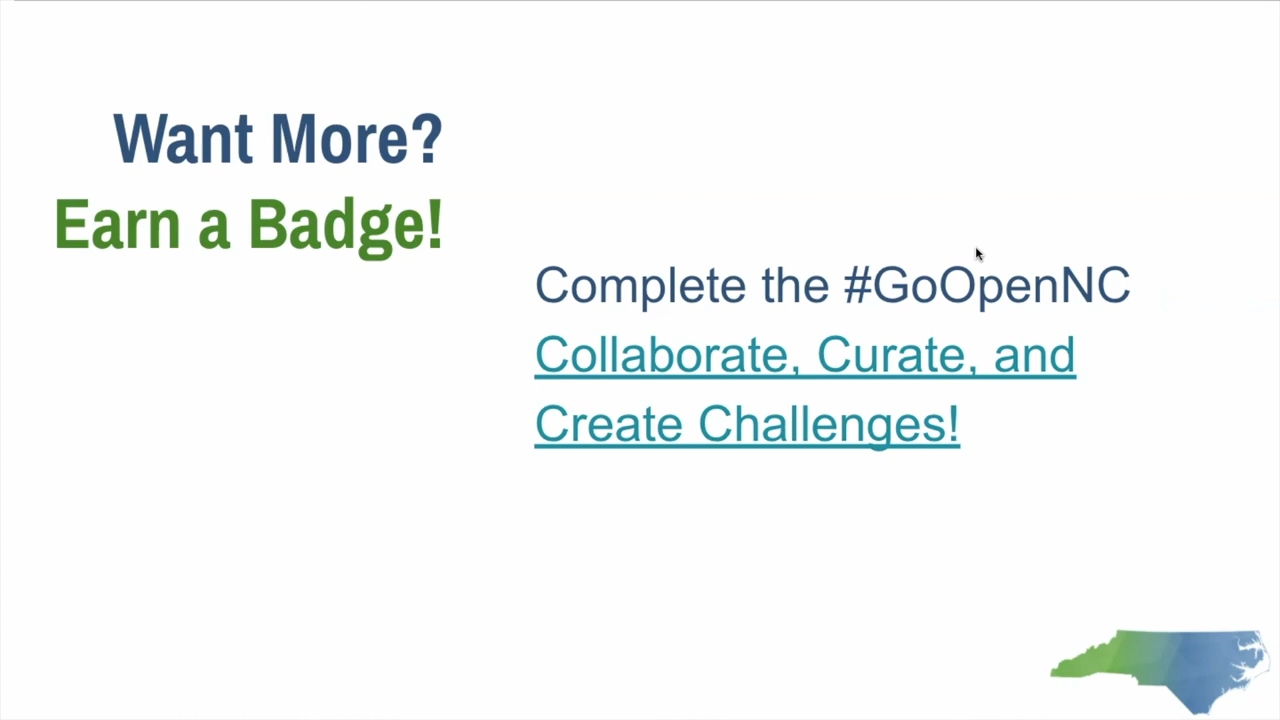 Want More?
Earn a Badge!
Complete the #GoOpenNC
Collaborate, Curate, and
Create Challenges!